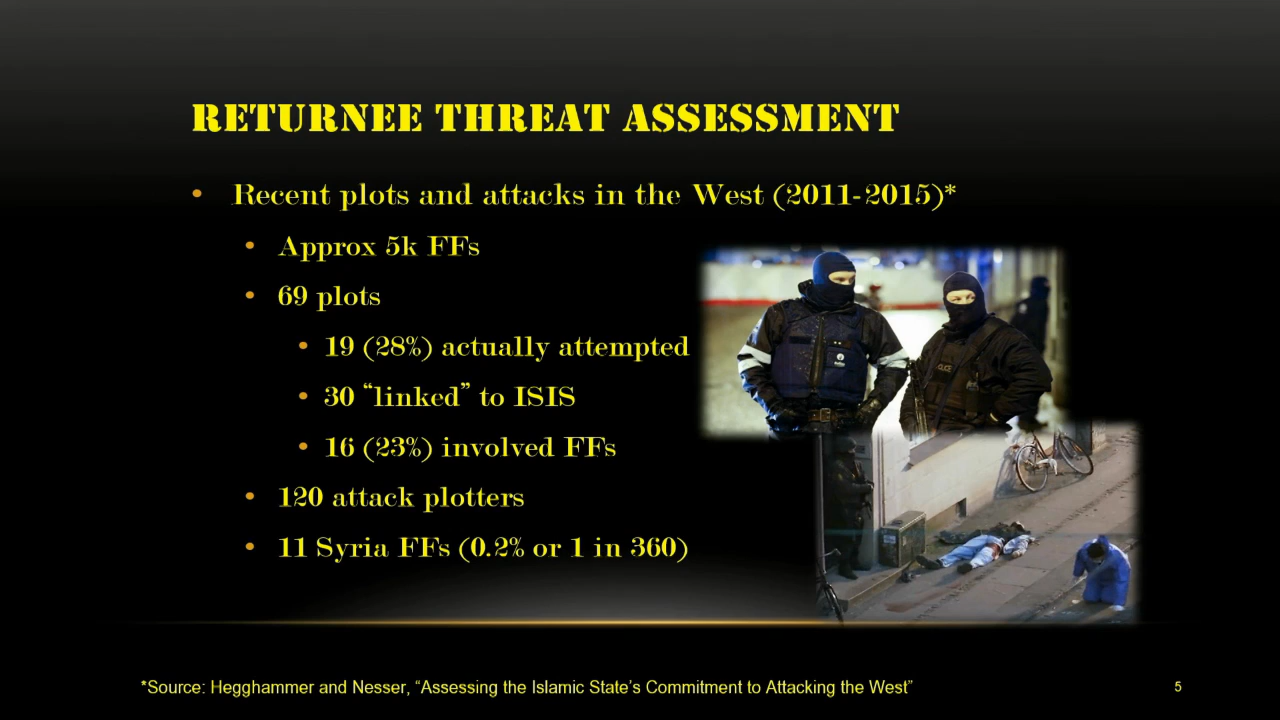 RETURNEE THREAT ASSESSMENT
• Recent plots and attacks in the West (2011-2015)*
• Approx 5k FFs
• 69 plots
• 19 (28%) actually attempted
• 30 “linked” to ISIS
• 16 (23%) involved FFs
• 120 attack plotters
• 11 Syria FFs (0.2% or 1 in 360)
POLICE
*Source: Hegghammer and Nesser, “Assessing the Islamic State’s Commitment to Attacking the West”
5